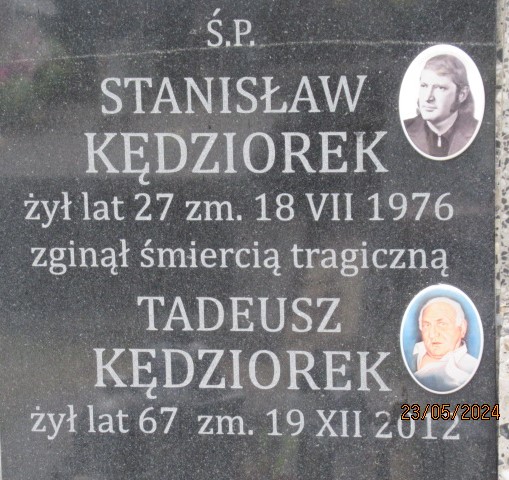 Ś.P.
STANISŁAW
KĘDZIOREK
żył lat 27 zm. 18 VII 1976
zginął śmiercią tragiczną
TADEUSZ
KĘDZIOREK
żył lat 67 zm. 19 XII 2012
23/05/2024